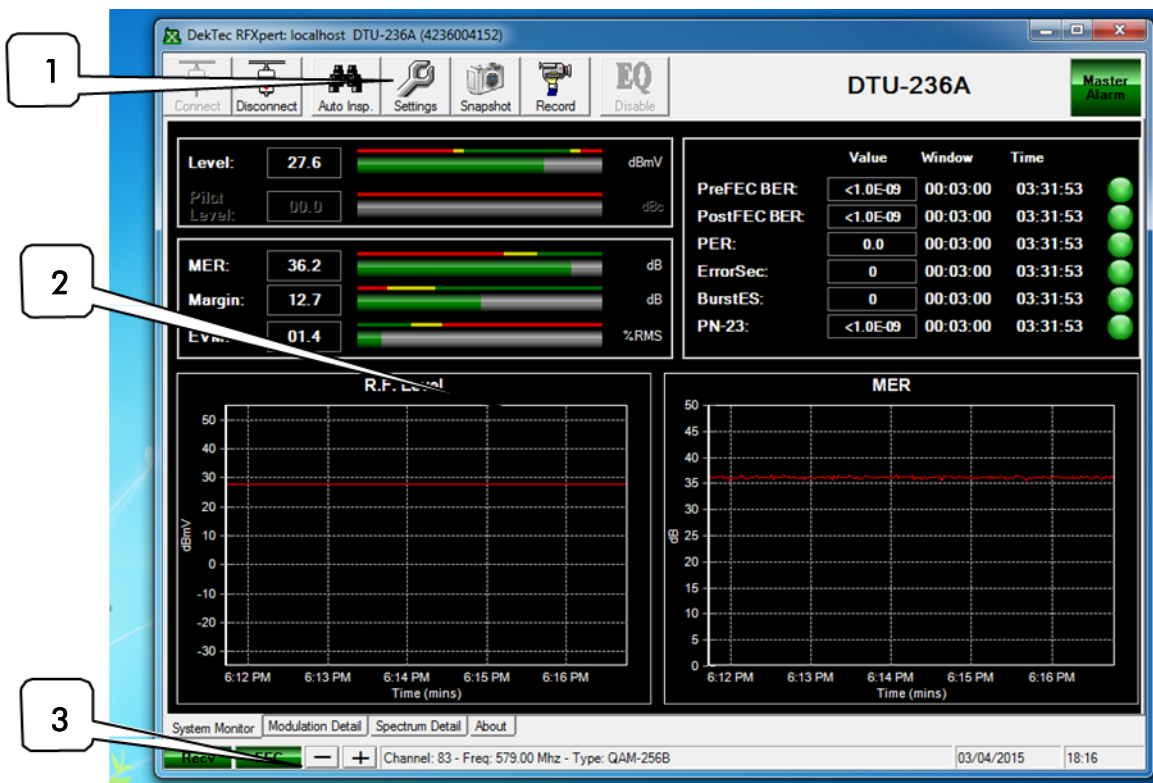 DekTec RFXpert: localhost DTU-236A (4236004152)
1
Connect Disconnect Auto Insp. Settings Snapshot Record EQ Disable
DTU-236A
Master Alarm
Level: 27.6 dBmV
Pilot Level: 00.0 dBc
2
MER: 36.2 dB
Margin: 12.7 dB
EVM: 01.4 %RMS
Value Window Time
PreFEC BER: <1.0E-09 00:03:00 03:31:53
PostFEC BER: <1.0E-09 00:03:00 03:31:53
PER: 0.0 00:03:00 03:31:53
ErrorSec: 0 00:03:00 03:31:53
BurstES: 0 00:03:00 03:31:53
PN-23: <1.0E-09 00:03:00 03:31:53
R.F. Level
50
40
30
20
10
0
-10
-20
-30
dBmV
6:12 PM 6:13 PM 6:14 PM 6:15 PM 6:16 PM
Time (mins)
MER
50
45
40
35
30
25
20
15
10
5
0
dB
6:12 PM 6:13 PM 6:14 PM 6:15 PM 6:16 PM
Time (mins)
3
System Monitor Modulation Detail Spectrum Detail About
Recv FEC − + Channel: 83 - Freq: 579.00 Mhz - Type: QAM-256B 03/04/2015 18:16